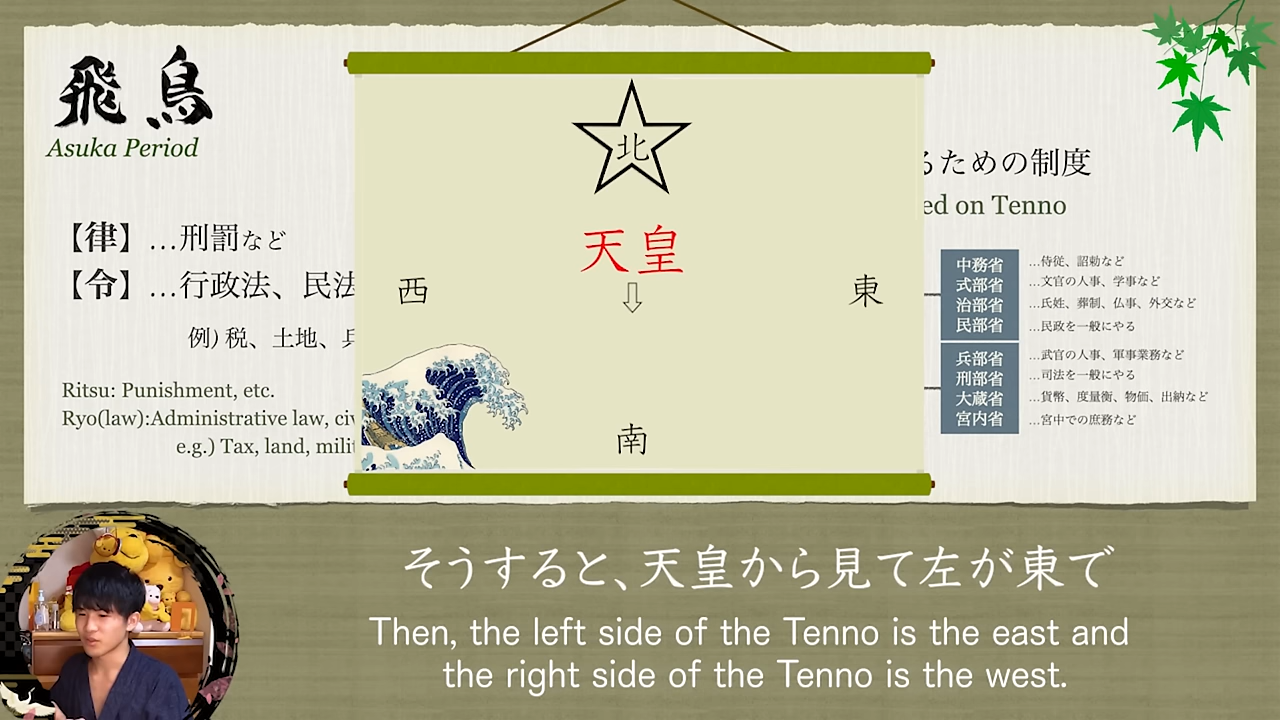 飛鳥
Asuka Period
【律】…刑罰など
【令】…行政法、民法
例) 税、土地、兵
Ritsu: Punishment, etc.
Ryo(law):Administrative law, civ
e.g.) Tax, land, milit
北
天皇
⇩
西
東
南
るための制度
ed on Tenno
中務省 …侍従、詔勅など
式部省 …文官の人事、学事など
治部省 …氏姓、葬制、仏事、外交など
民部省 …民政を一般にやる
兵部省 …武官の人事、軍事業務など
刑部省 …司法を一般にやる
大蔵省 …貨幣、度量衡、物価、出納など
宮内省 …宮中での庶務など
そうすると、天皇から見て左が東で
Then, the left side of the Tenno is the east and
the right side of the Tenno is the west.